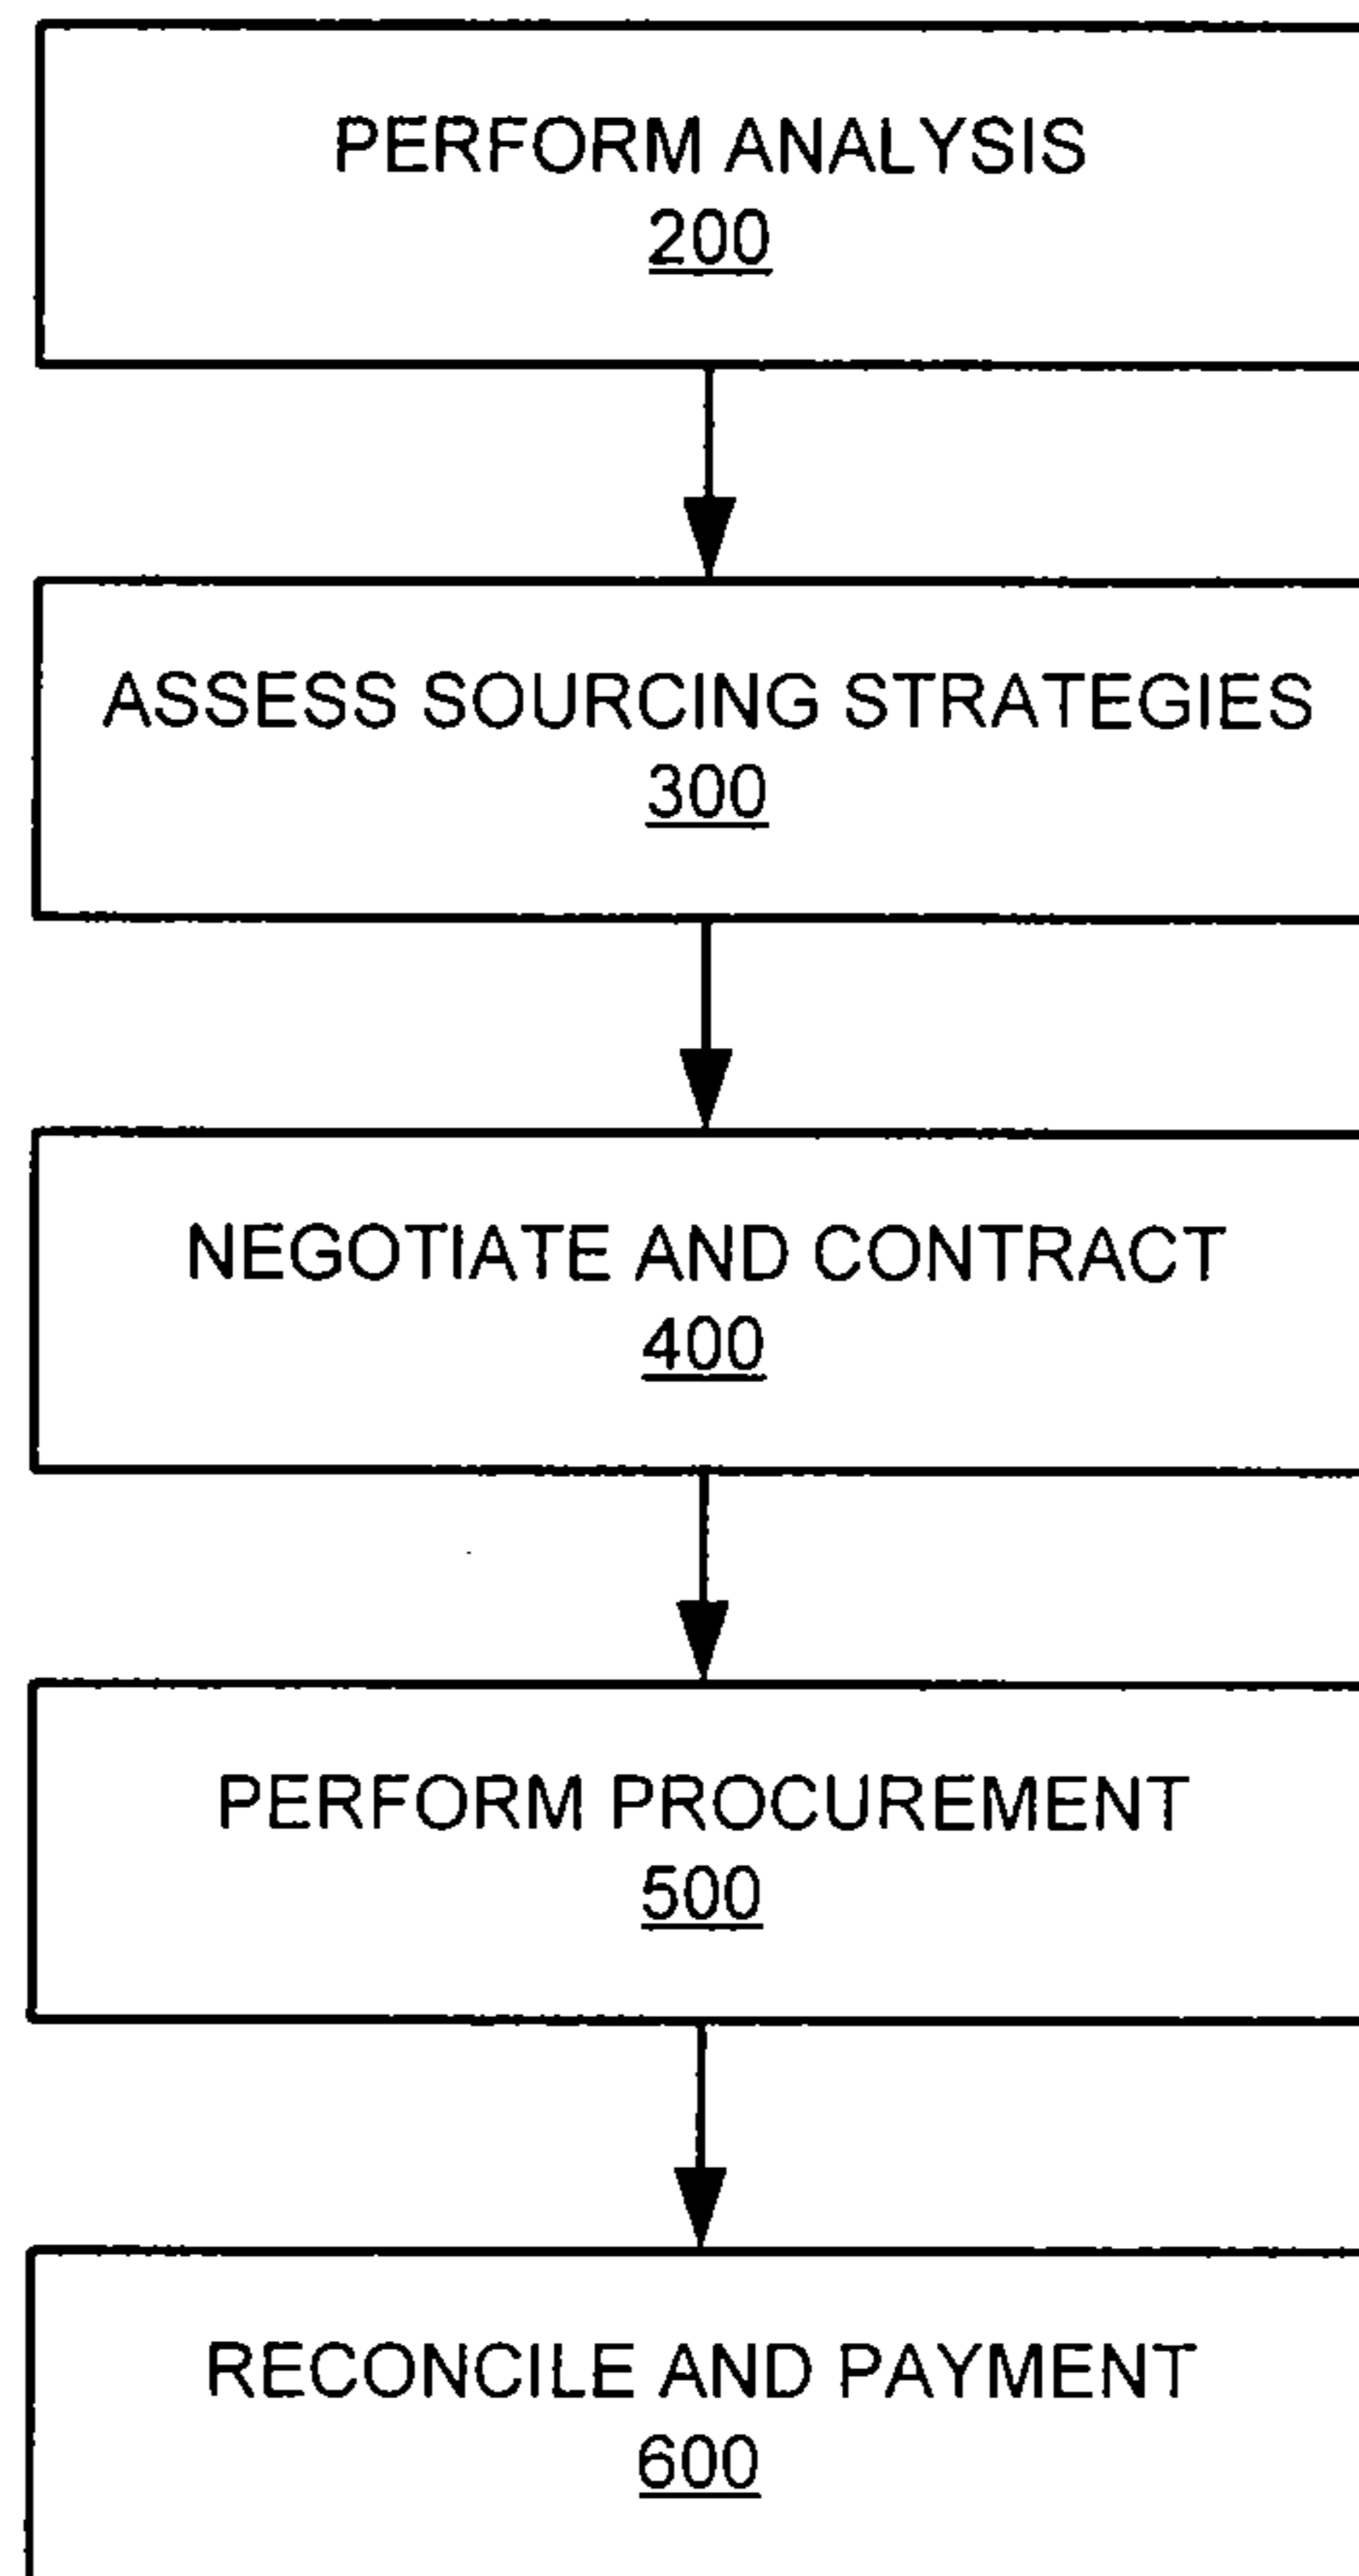 PERFORM ANALYSIS
200
ASSESS SOURCING STRATEGIES
300
NEGOTIATE AND CONTRACT
400
PERFORM PROCUREMENT
500
RECONCILE AND PAYMENT
600